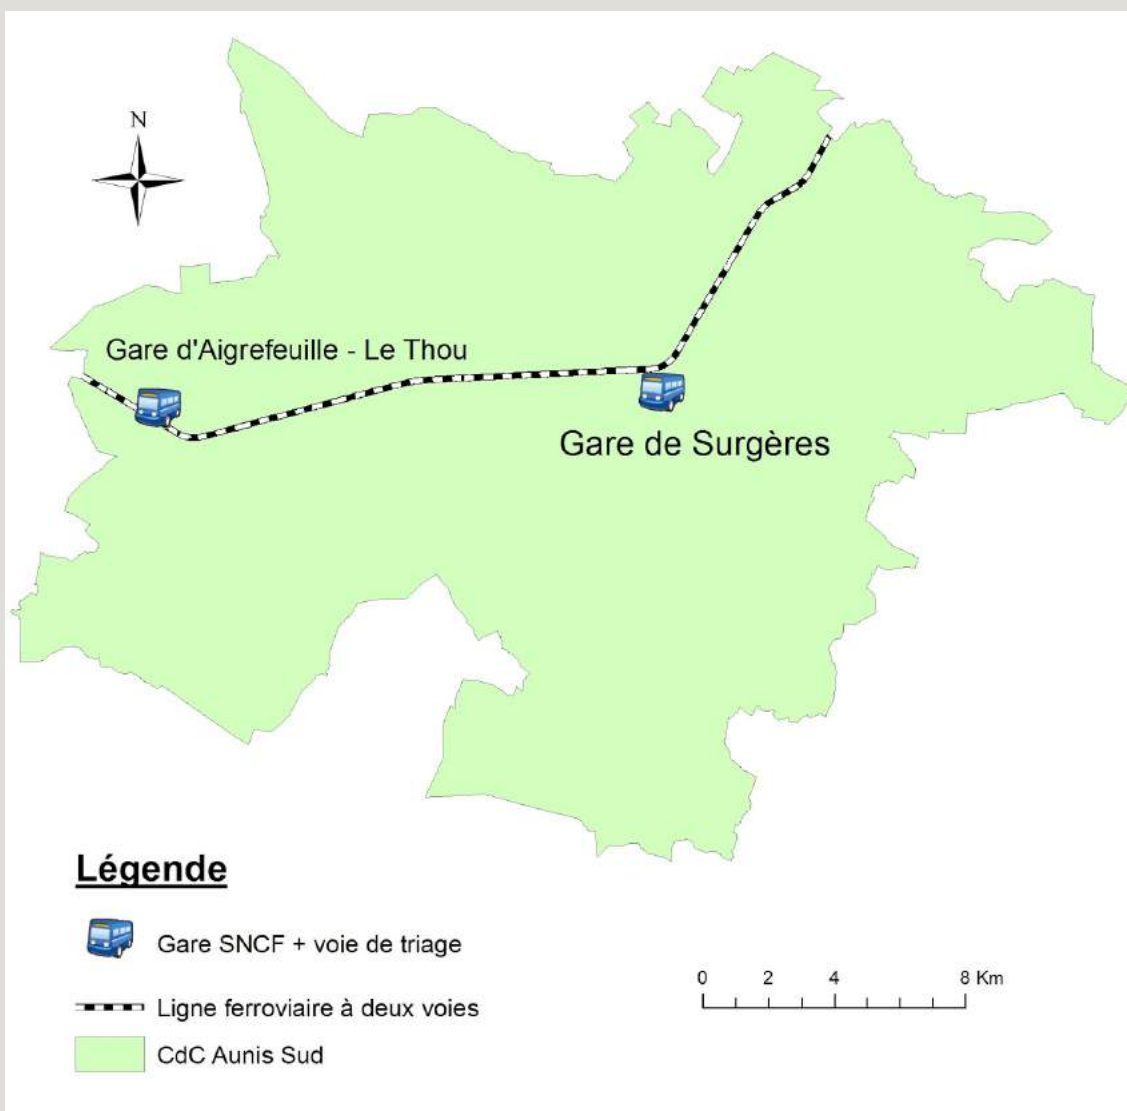 N
Gare d'Aigrefeuille - Le Thou
Gare de Surgères
Légende
Gare SNCF + voie de triage
Ligne ferroviaire à deux voies
CdC Aunis Sud
0 2 4 8 Km